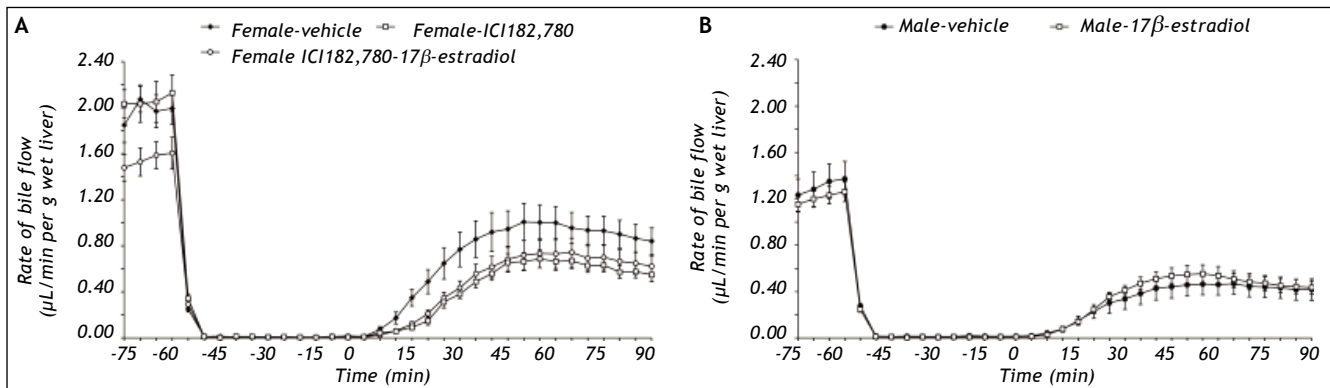 A
Female-vehicle Female-ICI182,780
Female ICI182,780-17β-estradiol
Rate of bile flow
(µL/min per g wet liver)
2.40
2.00
1.60
1.20
0.80
0.40
0.00
-75 -60 -45 -30 -15 0 15 30 45 60 75 90
Time (min)
B
Male-vehicle Male-17β-estradiol
Rate of bile flow
(µL/min per g wet liver)
2.40
2.00
1.60
1.20
0.80
0.40
0.00
-75 -60 -45 -30 -15 0 15 30 45 60 75 90
Time (min)